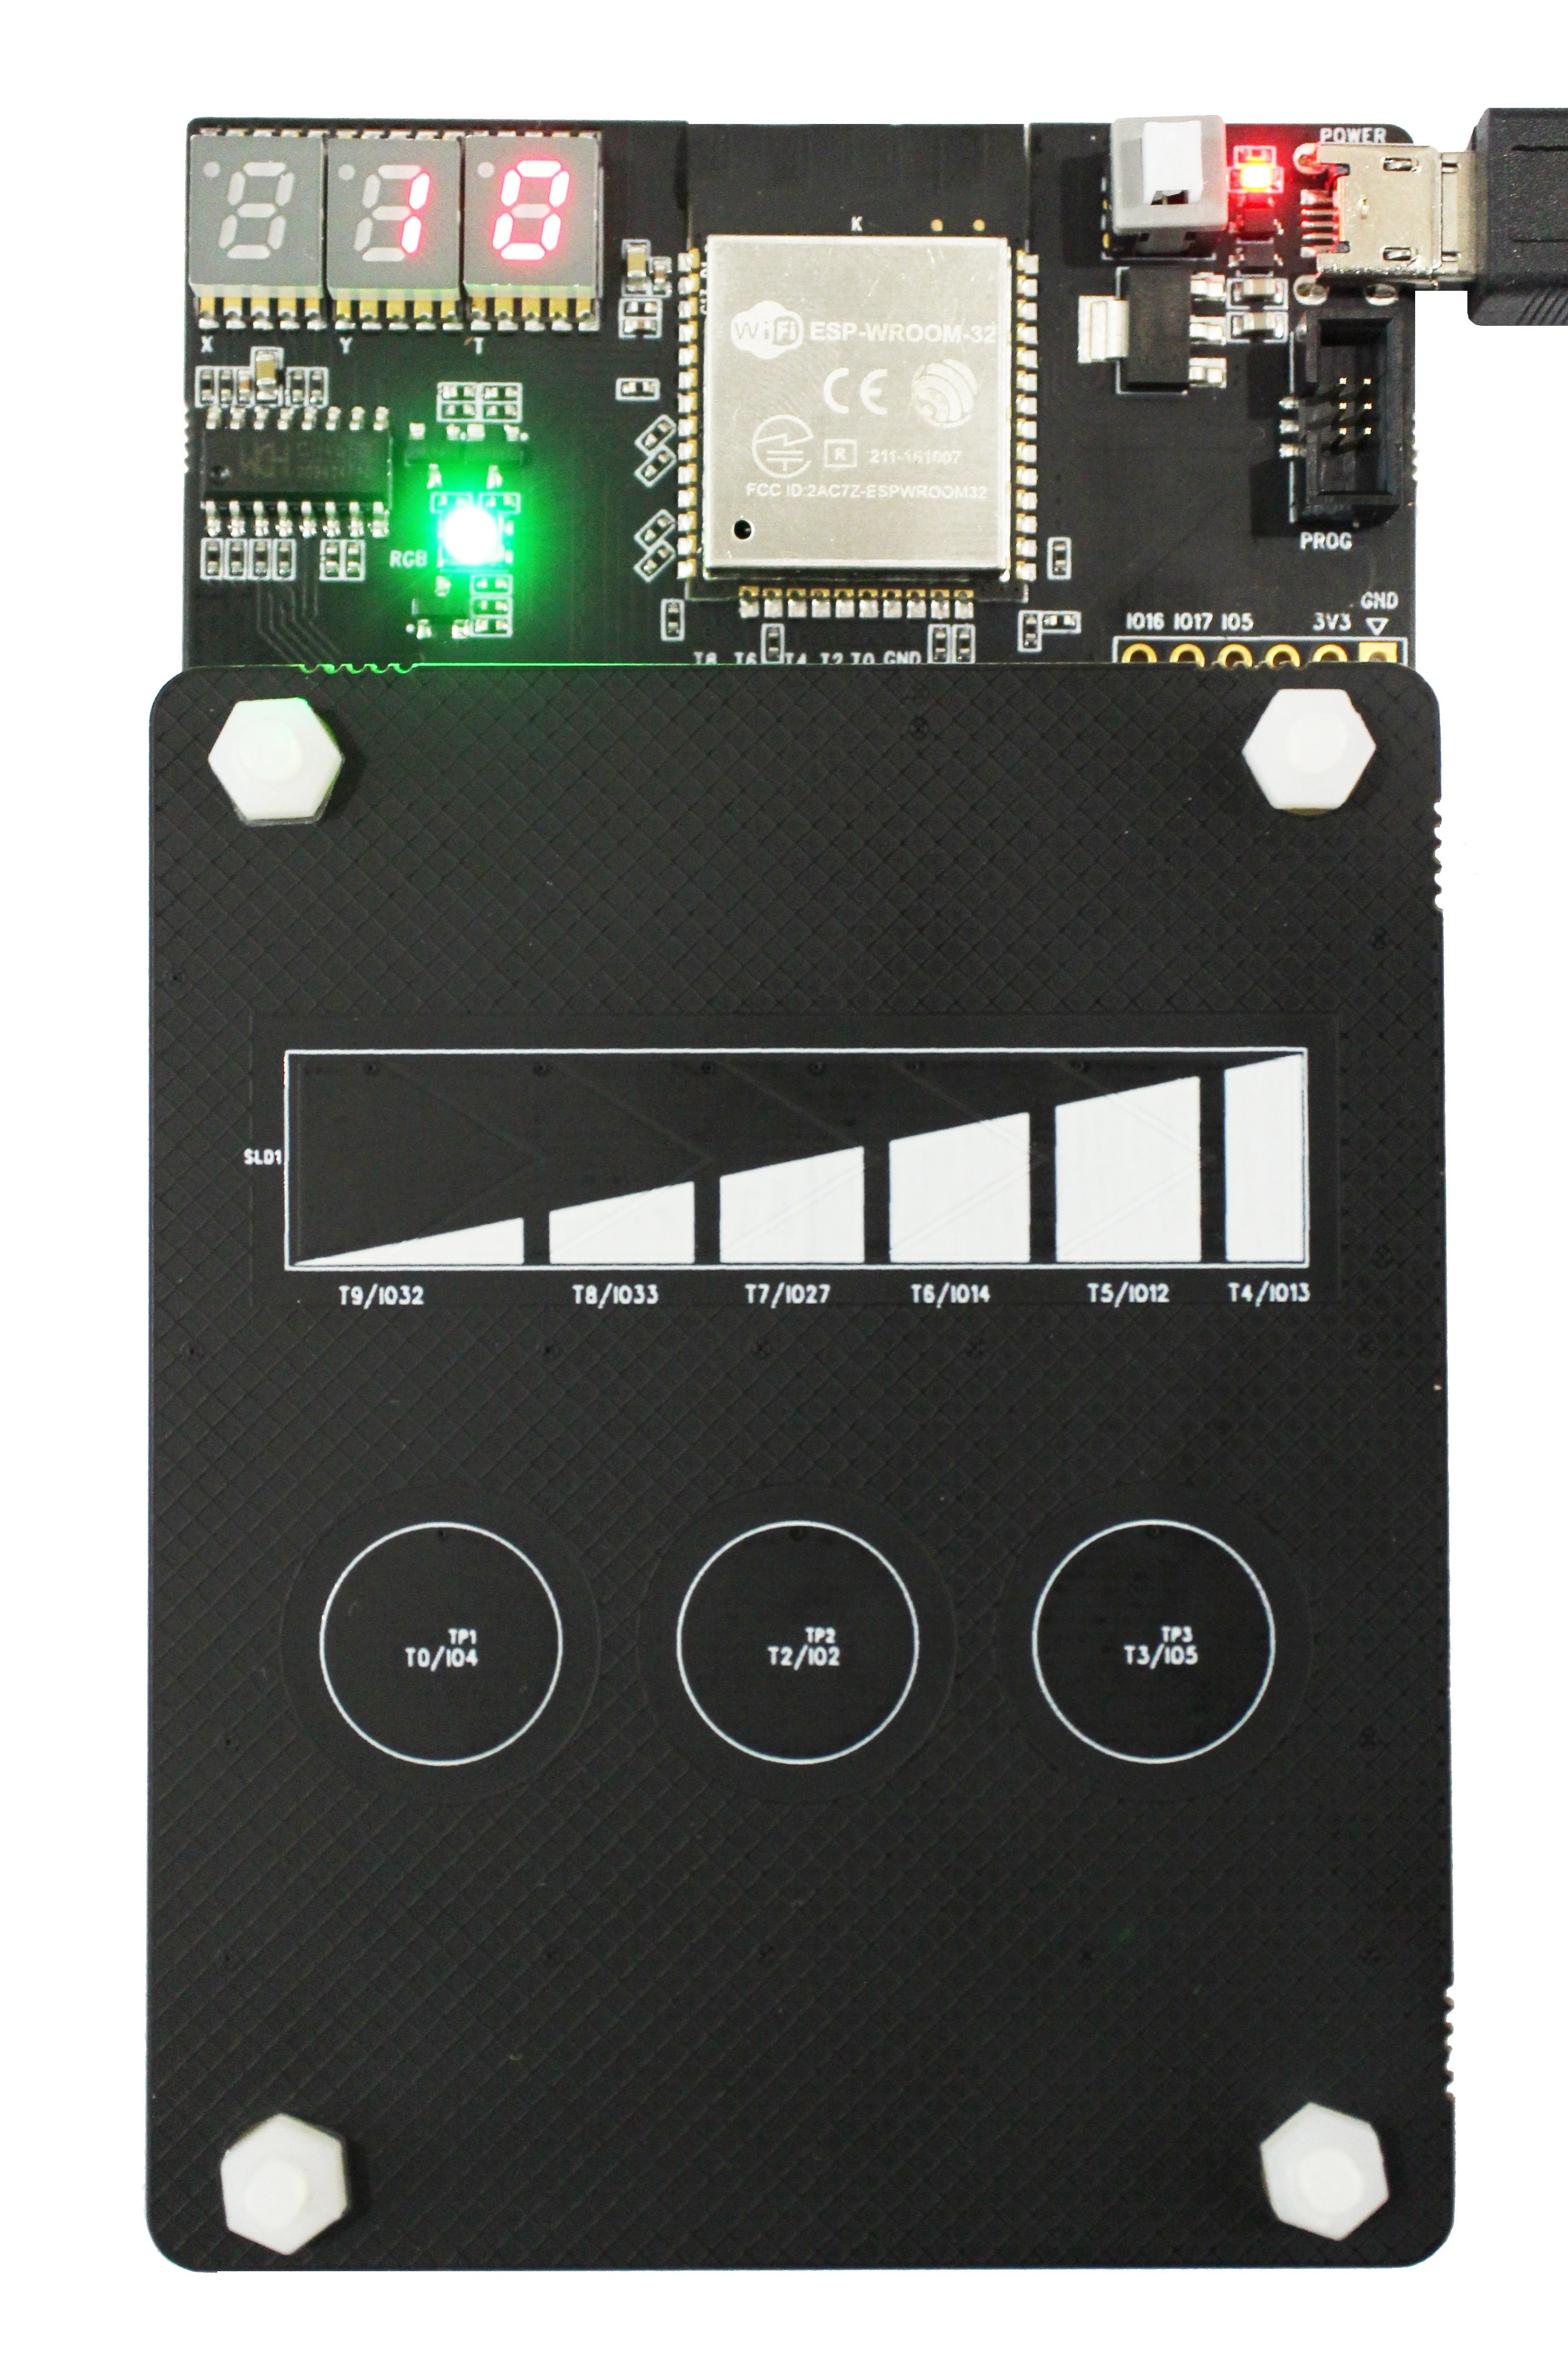 10
POWER
X
Y
T
K
WiFi ESP-WROOM-32
CE
R 211-161007
FCC ID:2AC7Z-ESPWROOM32
WCH
RGB
PROG
GND
IO16 IO17 IO5 3V3
T8 T6 T4 T2 T0 GND
SLD1
T9/IO32 T8/IO33 T7/IO27 T6/IO14 T5/IO12 T4/IO13
TP1
T0/IO4
TP2
T2/IO2
TP3
T3/IO5